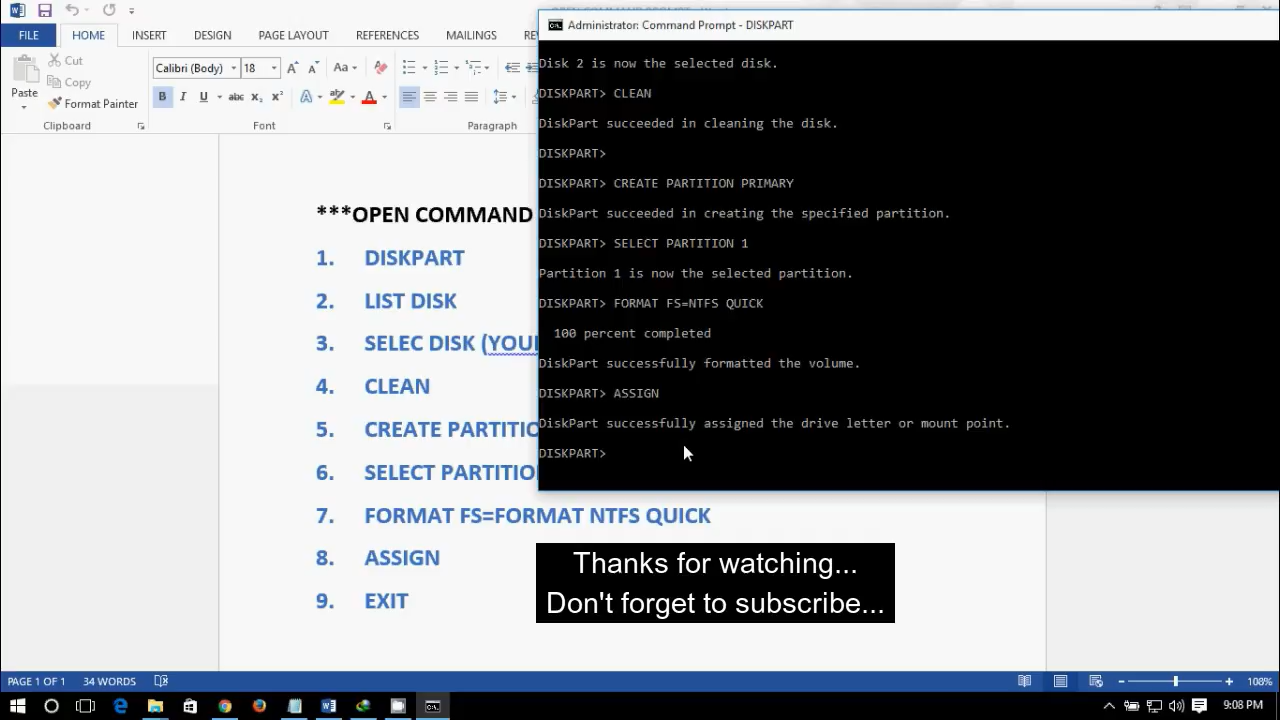 FILE HOME INSERT DESIGN PAGE LAYOUT REFERENCES MAILINGS
Cut
Copy
Paste
Format Painter
Calibri (Body) 18
Clipboard Font Paragraph
***OPEN COMMAND
1. DISKPART
2. LIST DISK
3. SELEC DISK (YOU
4. CLEAN
5. CREATE PARTITIO
6. SELECT PARTITIO
7. FORMAT FS=FORMAT NTFS QUICK
8. ASSIGN
9. EXIT
Administrator: Command Prompt - DISKPART
Disk 2 is now the selected disk.
DISKPART> CLEAN
DiskPart succeeded in cleaning the disk.
DISKPART>
DISKPART> CREATE PARTITION PRIMARY
DiskPart succeeded in creating the specified partition.
DISKPART> SELECT PARTITION 1
Partition 1 is now the selected partition.
DISKPART> FORMAT FS=NTFS QUICK
100 percent completed
DiskPart successfully formatted the volume.
DISKPART> ASSIGN
DiskPart successfully assigned the drive letter or mount point.
DISKPART>
Thanks for watching...
Don't forget to subscribe...
PAGE 1 OF 1 34 WORDS 108%
9:08 PM